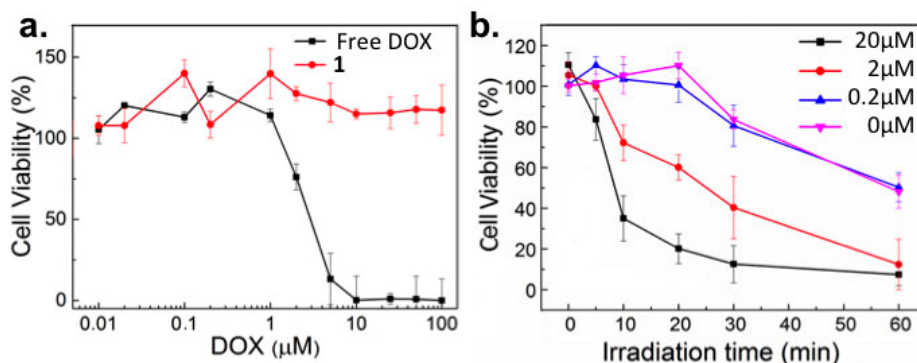 a.
Free DOX
1
Cell Viability (%)
150
100
50
0
0.01 0.1 1 10 100
DOX (μM)
b.
20μM
2μM
0.2μM
0μM
Cell Viability (%)
120
100
80
60
40
20
0
0 10 20 30 40 50 60
Irradiation time (min)